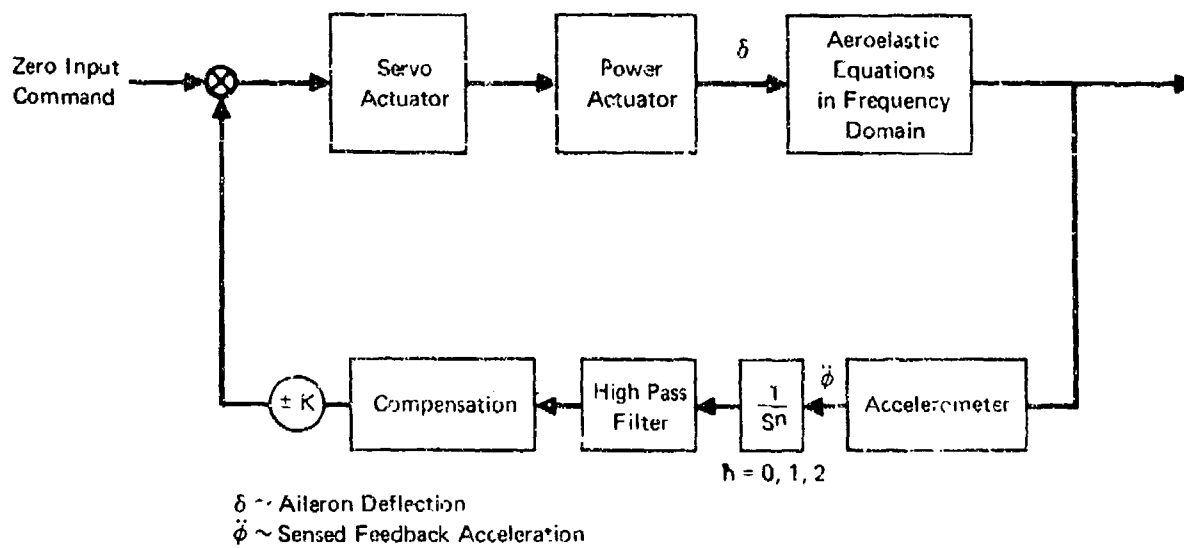 Zero Input
Command
Servo
Actuator
Power
Actuator
δ
Aeroelastic
Equations
in Frequency
Domain
± K
Compensation
High Pass
Filter
1
Sⁿ
φ̈
Accelerometer
n = 0, 1, 2
δ ~ Aileron Deflection
φ̈ ~ Sensed Feedback Acceleration